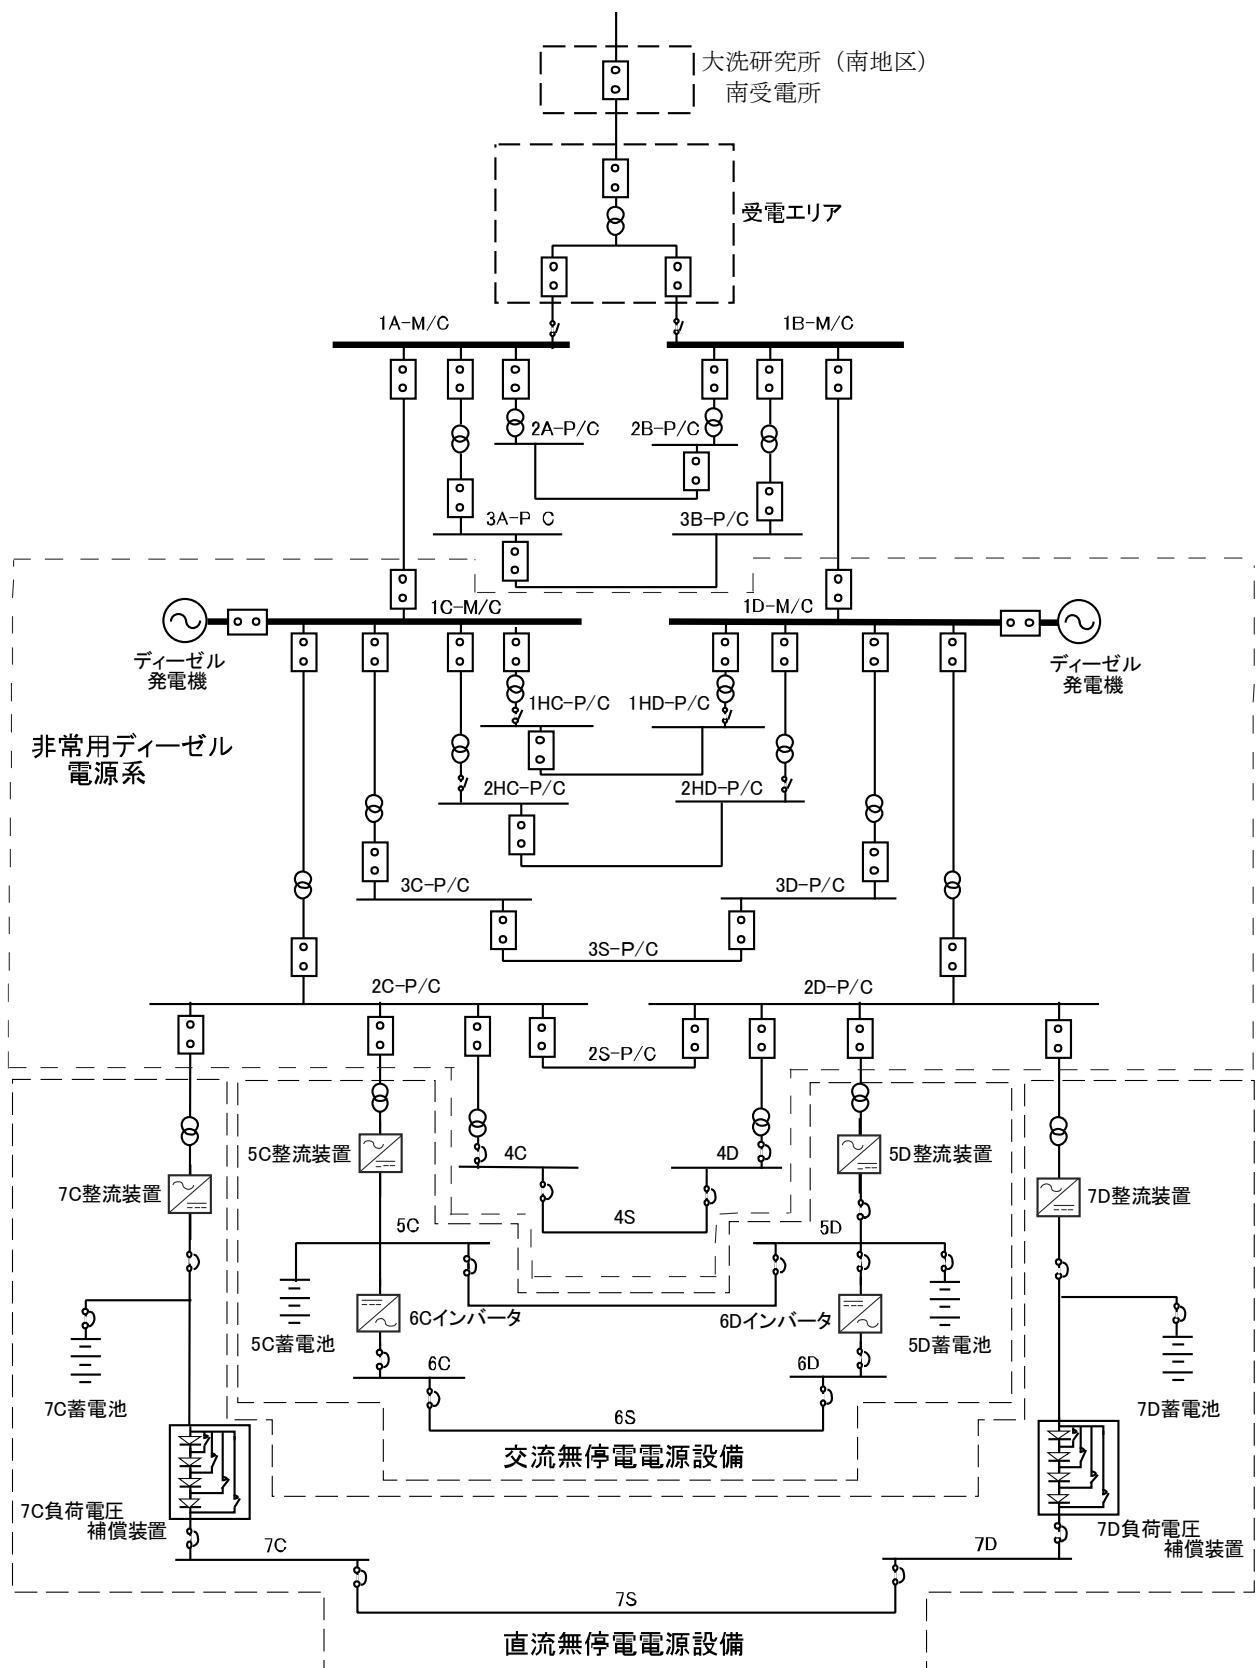 大洗研究所（南地区）
南受電所
受電エリア
1A-M/C
1B-M/C
2A-P/C
2B-P/C
3A-P C
3B-P/C
1C-M/C
1D-M/C
ディーゼル
発電機
ディーゼル
発電機
1HC-P/C
1HD-P/C
非常用ディーゼル
電源系
2HC-P/C
2HD-P/C
3C-P/C
3D-P/C
3S-P/C
2C-P/C
2D-P/C
2S-P/C
5C整流装置
4C
4D
5D整流装置
7C整流装置
7D整流装置
4S
5C
5D
6Cインバータ
6Dインバータ
5C蓄電池
5D蓄電池
6C
6D
7C蓄電池
7D蓄電池
6S
交流無停電電源設備
7C負荷電圧
補償装置
7D負荷電圧
補償装置
7C
7D
7S
直流無停電電源設備